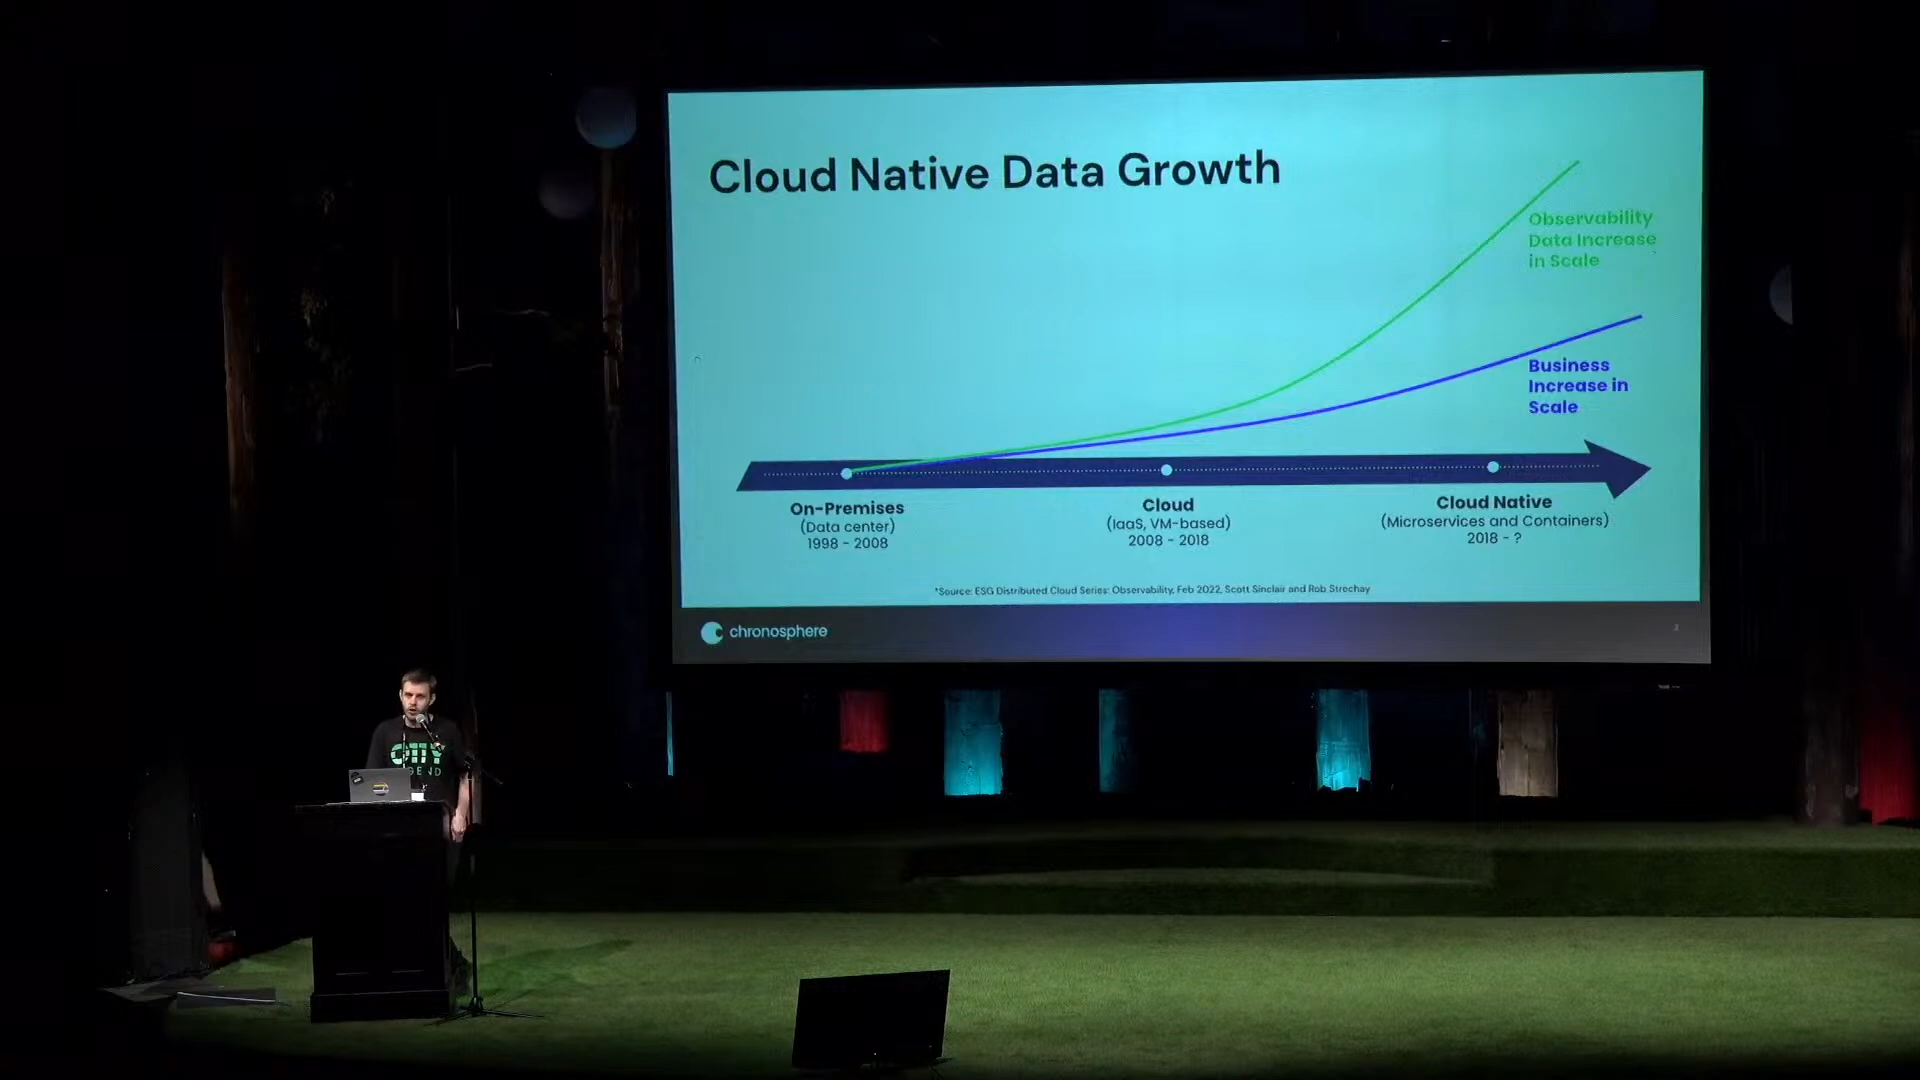 Cloud Native Data Growth
Observability
Data Increase
in Scale
Business
Increase in
Scale
On-Premises
(Data center)
1998 - 2008
Cloud
(IaaS, VM-based)
2008 - 2018
Cloud Native
(Microservices and Containers)
2018 - ?
*Source: ESG Distributed Cloud Series: Observability, Feb 2022, Scott Sinclair and Rob Strechay
chronosphere